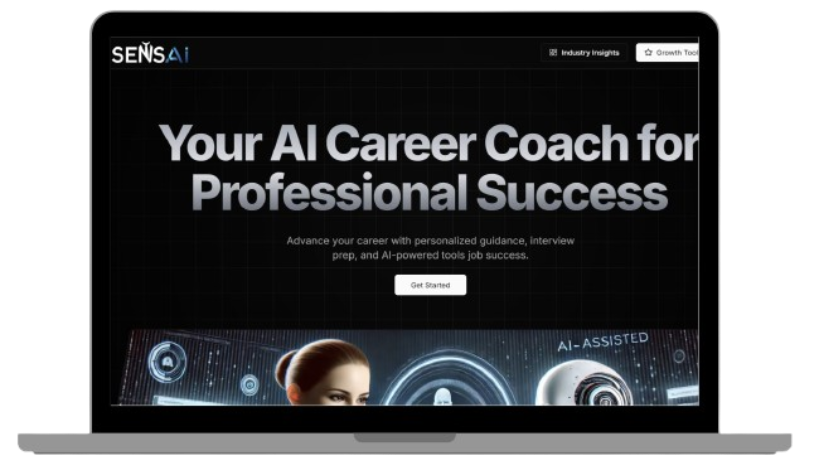 SENSAi
Industry Insights
Growth Tool
Your AI Career Coach for
Professional Success
Advance your career with personalized guidance, interview
prep, and AI-powered tools job success.
Get Started
AI-ASSISTED